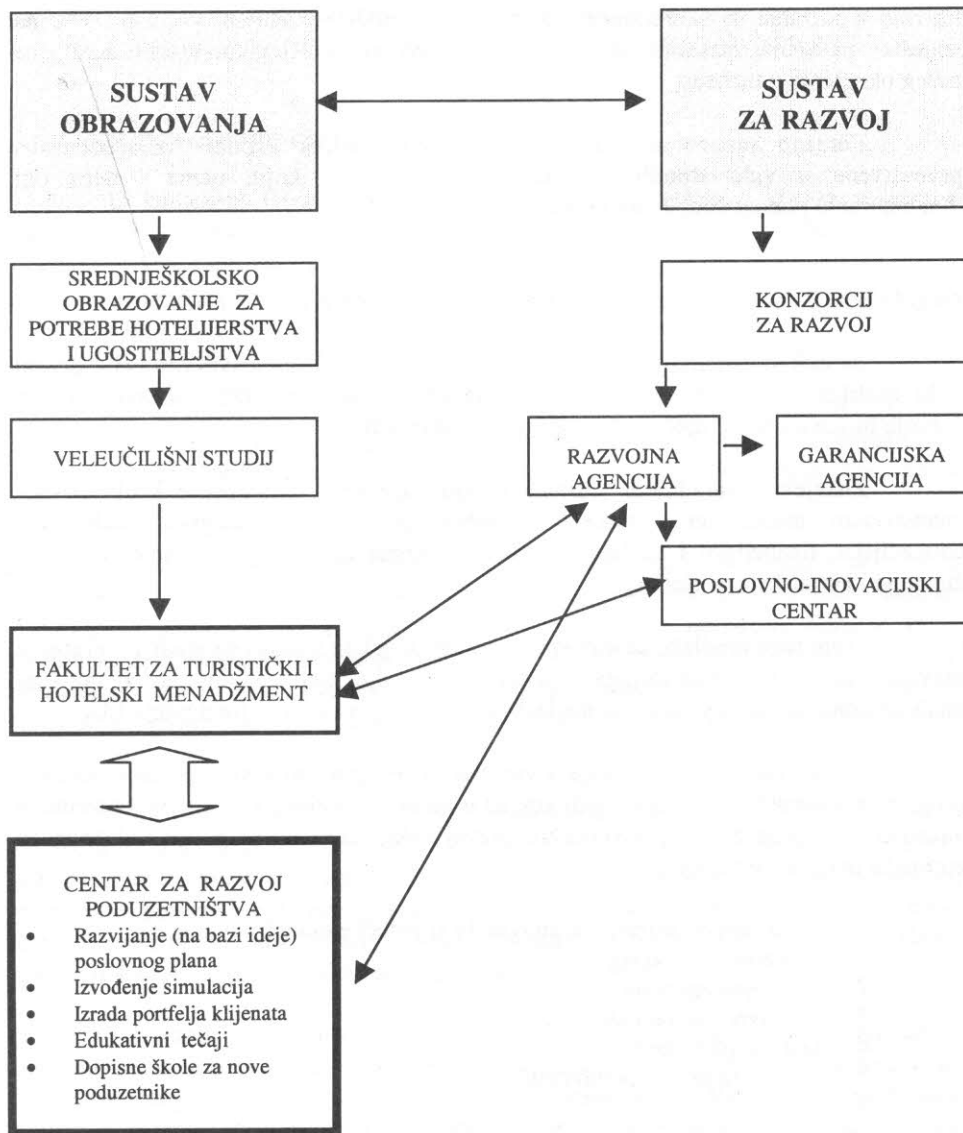 SUSTAV
OBRAZOVANJA
SUSTAV
ZA RAZVOJ
SREDNJEŠKOLSKO
OBRAZOVANJE ZA
POTREBE HOTELIJERSTVA
I UGOSTITELJSTVA
KONZORCIJ
ZA RAZVOJ
VELEUČILIŠNI STUDIJ
RAZVOJNA
AGENCIJA
GARANCIJSKA
AGENCIJA
POSLOVNO-INOVACIJSKI
CENTAR
FAKULTET ZA TURISTIČKI I
HOTELSKI MENADŽMENT
CENTAR ZA RAZVOJ
PODUZETNIŠTVA
• Razvijanje (na bazi ideje)
poslovnog plana
• Izvođenje simulacija
• Izrada portfelja klijenata
• Edukativni tečaji
• Dopisne škole za nove
poduzetnike